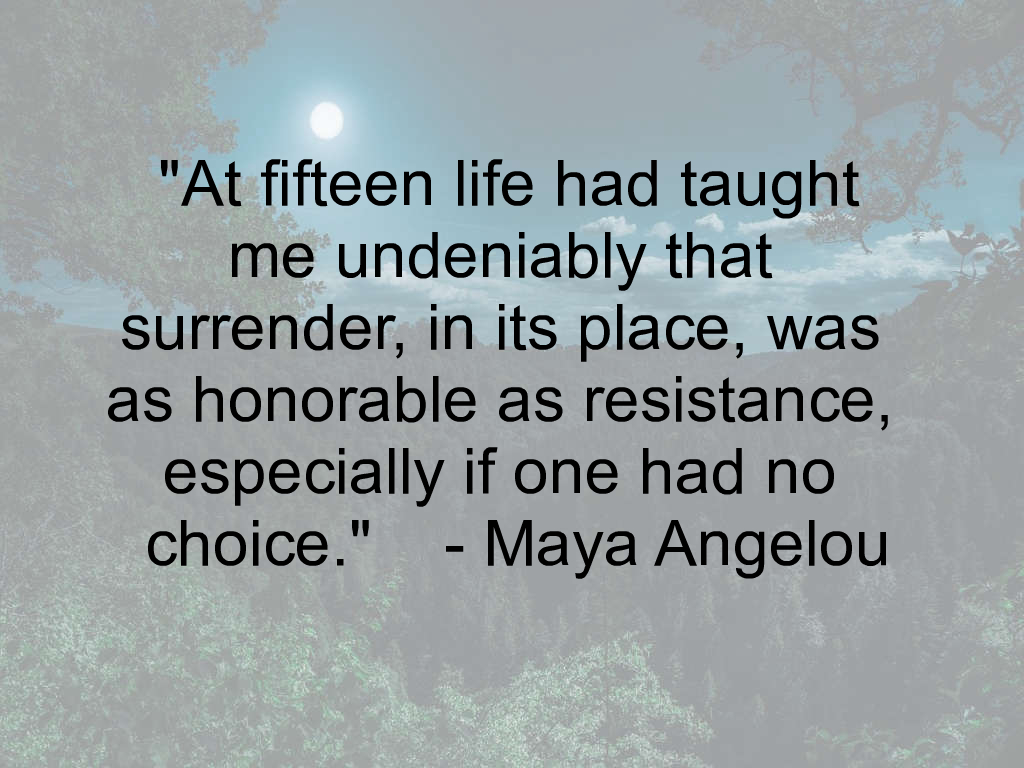 "At fifteen life had taught
me undeniably that
surrender, in its place, was
as honorable as resistance,
especially if one had no
choice."    - Maya Angelou